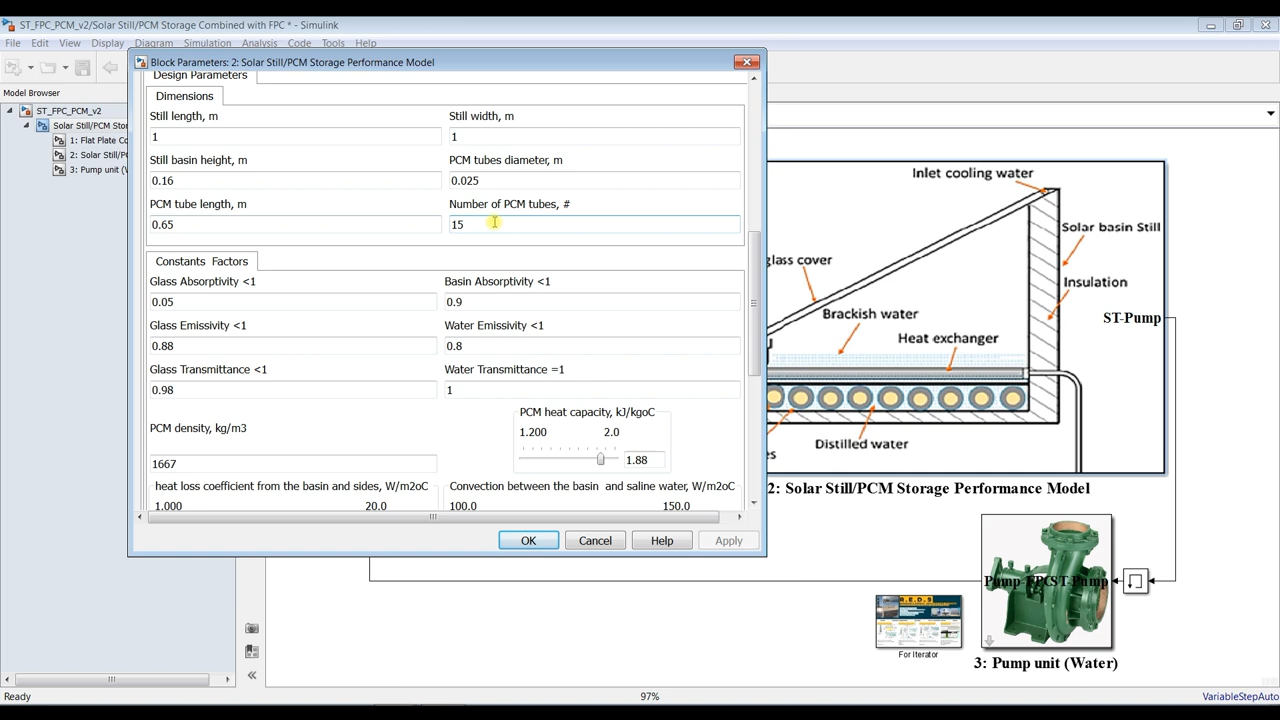 ST_FPC_PCM_v2/Solar Still/PCM Storage Combined with FPC * - Simulink
File Edit View Display Diagram Simulation Analysis Code Tools Help
Block Parameters: 2: Solar Still/PCM Storage Performance Model
Model Browser
ST_FPC_PCM_v2
Solar Still/PCM Stor
1: Flat Plate Co
2: Solar Still/PC
3: Pump unit (W
Design Parameters
Dimensions
Still length, m Still width, m
1 1
Still basin height, m PCM tubes diameter, m
0.16 0.025
PCM tube length, m Number of PCM tubes, #
0.65 15
Constants Factors
Glass Absorptivity <1 Basin Absorptivity <1
0.05 0.9
Glass Emissivity <1 Water Emissivity <1
0.88 0.8
Glass Transmittance <1 Water Transmittance =1
0.98 1
PCM heat capacity, kJ/kgoC
PCM density, kg/m3 1.200 2.0
1667 1.88
heat loss coefficient from the basin and sides, W/m2oC Convection between the basin and saline water, W/m2oC
1.000 20.0 100.0 150.0
OK Cancel Help Apply
Inlet cooling water
Solar basin Still
glass cover
Insulation
Brackish water
ST-Pump
Heat exchanger
Distilled water
es
2: Solar Still/PCM Storage Performance Model
Pump-FPC ST-Pump
R.E.D.S
For Iterator
3: Pump unit (Water)
Ready 97% VariableStepAuto